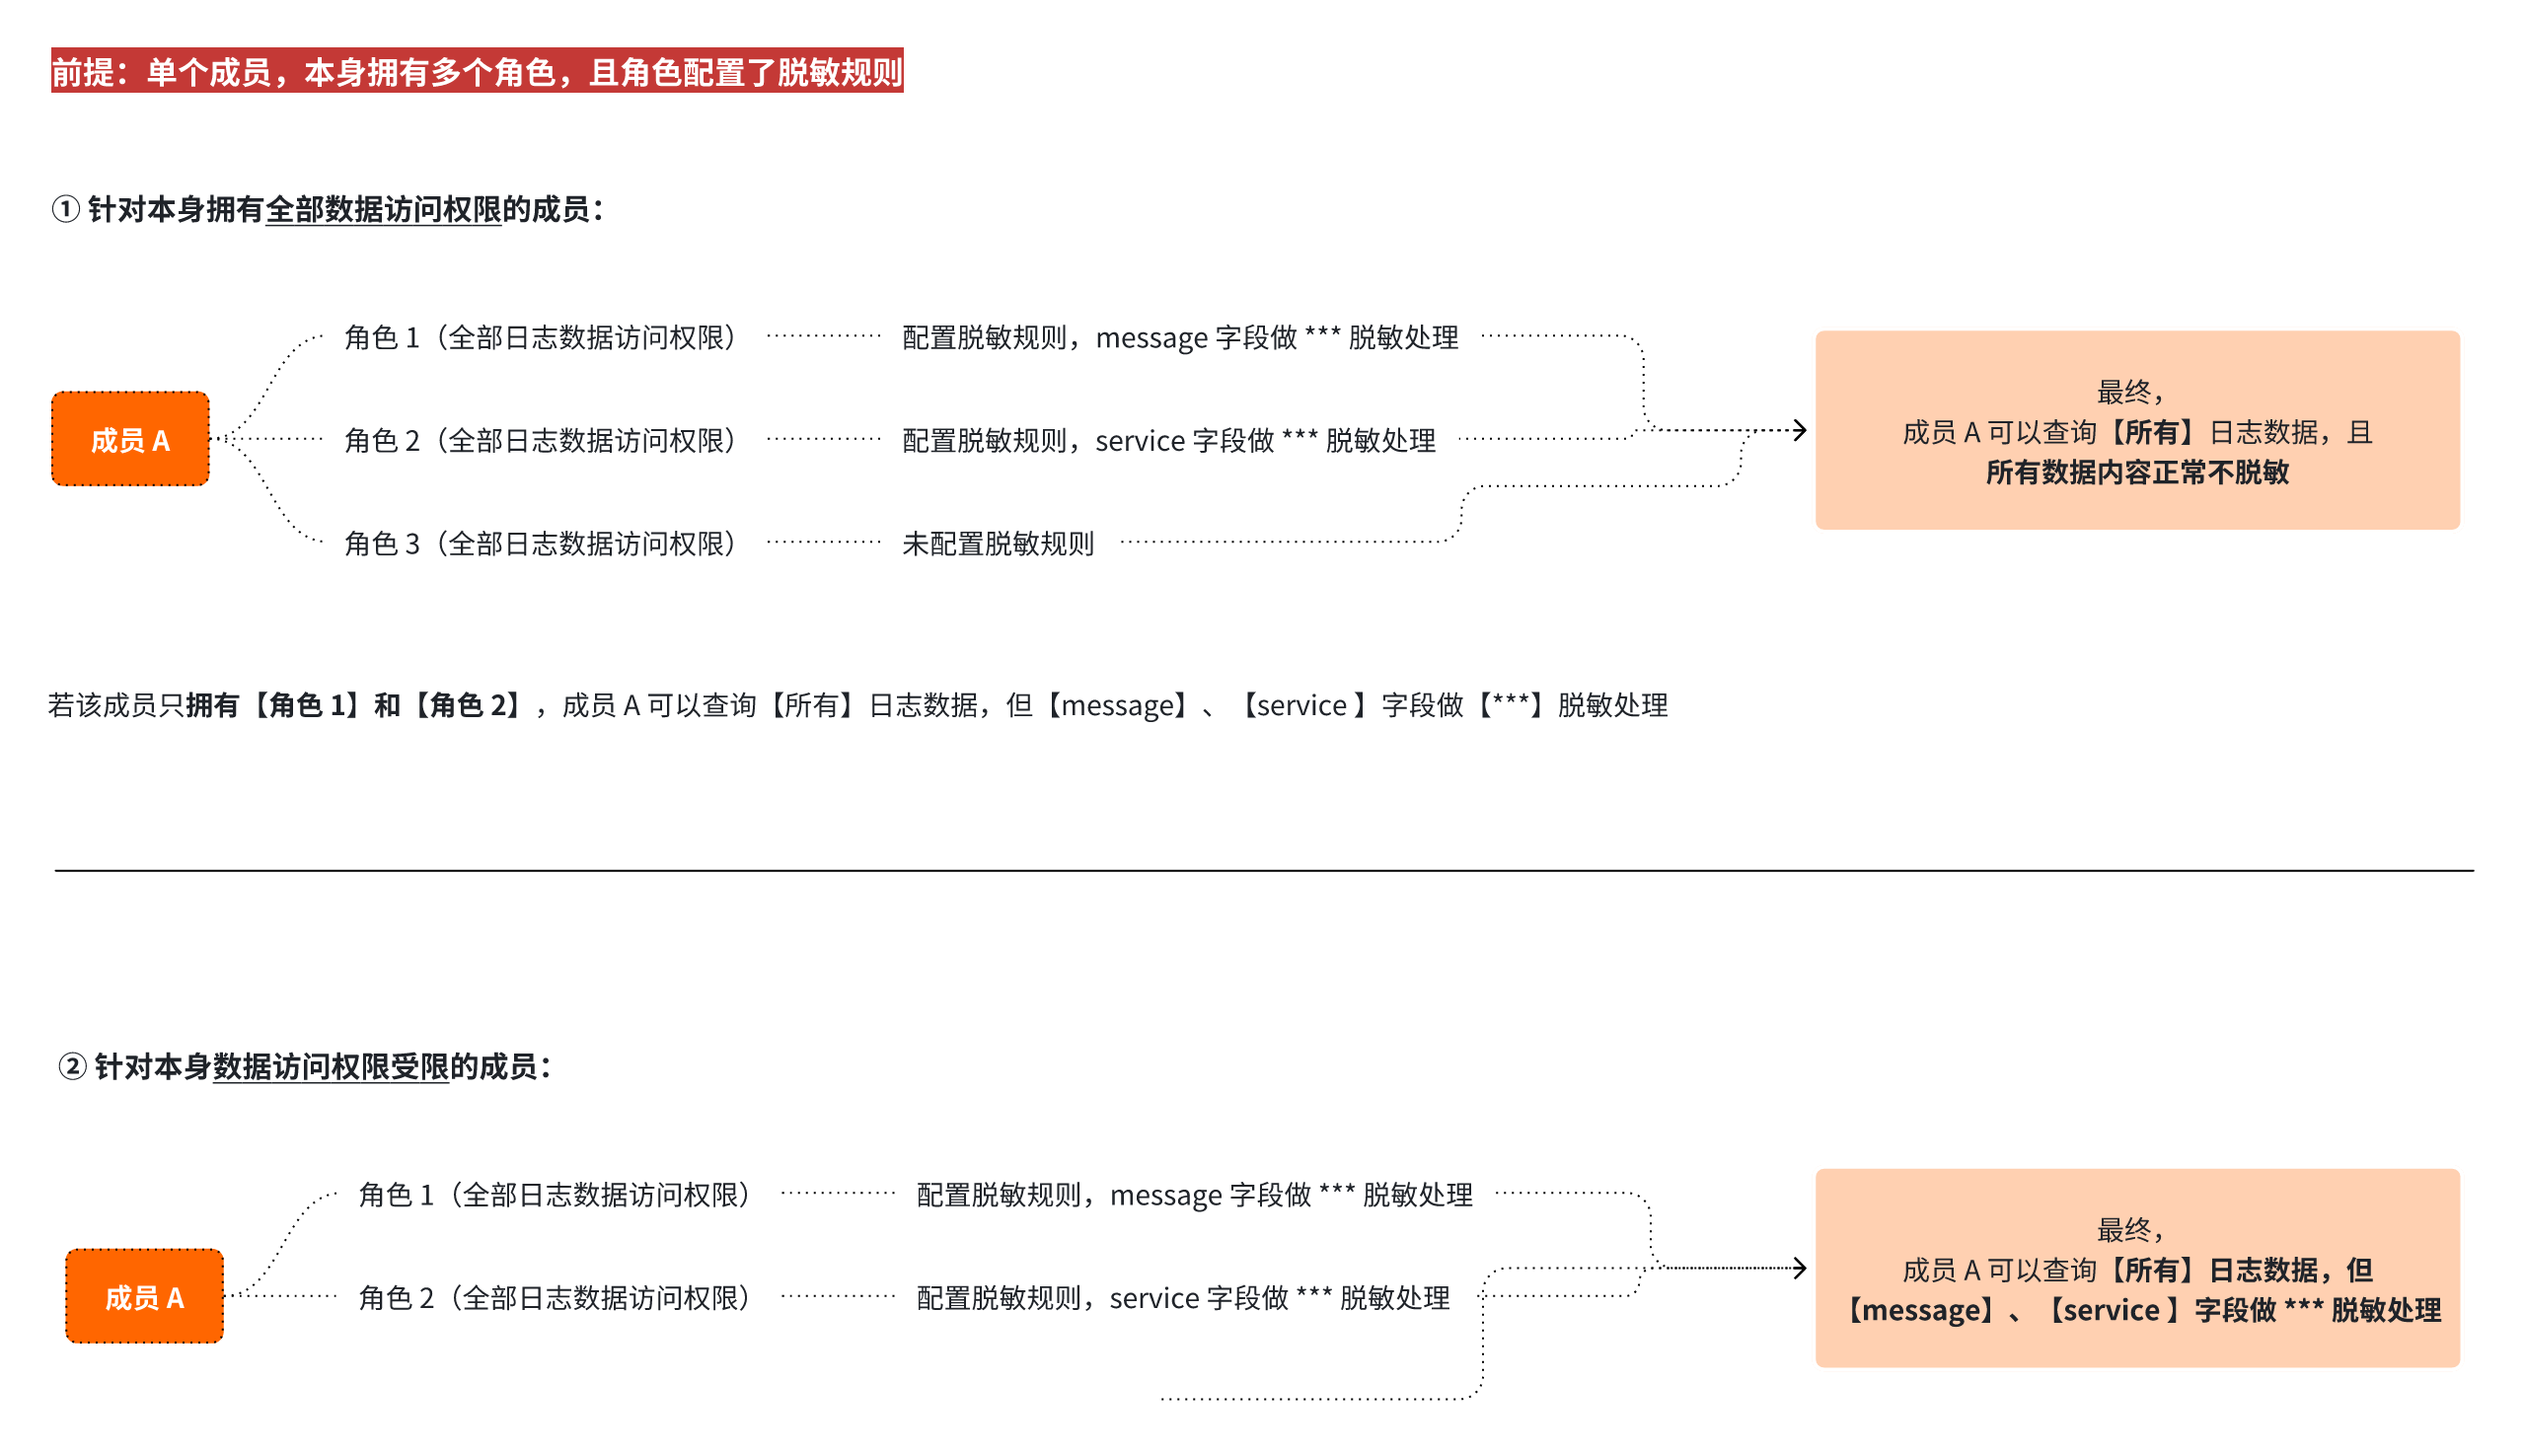 前提：单个成员，本身拥有多个角色，且角色配置了脱敏规则
① 针对本身拥有全部数据访问权限的成员：
角色 1（全部日志数据访问权限）
配置脱敏规则，message 字段做 *** 脱敏处理
成员 A
角色 2（全部日志数据访问权限）
配置脱敏规则，service 字段做 *** 脱敏处理
角色 3（全部日志数据访问权限）
未配置脱敏规则
最终，
成员 A 可以查询【所有】日志数据，且
所有数据内容正常不脱敏
若该成员只拥有【角色 1】和【角色 2】，成员 A 可以查询【所有】日志数据，但【message】、【service 】字段做【***】脱敏处理
② 针对本身数据访问权限受限的成员：
角色 1（全部日志数据访问权限）
配置脱敏规则，message 字段做 *** 脱敏处理
成员 A
角色 2（全部日志数据访问权限）
配置脱敏规则，service 字段做 *** 脱敏处理
最终，
成员 A 可以查询【所有】日志数据，但
【message】、【service 】字段做 *** 脱敏处理